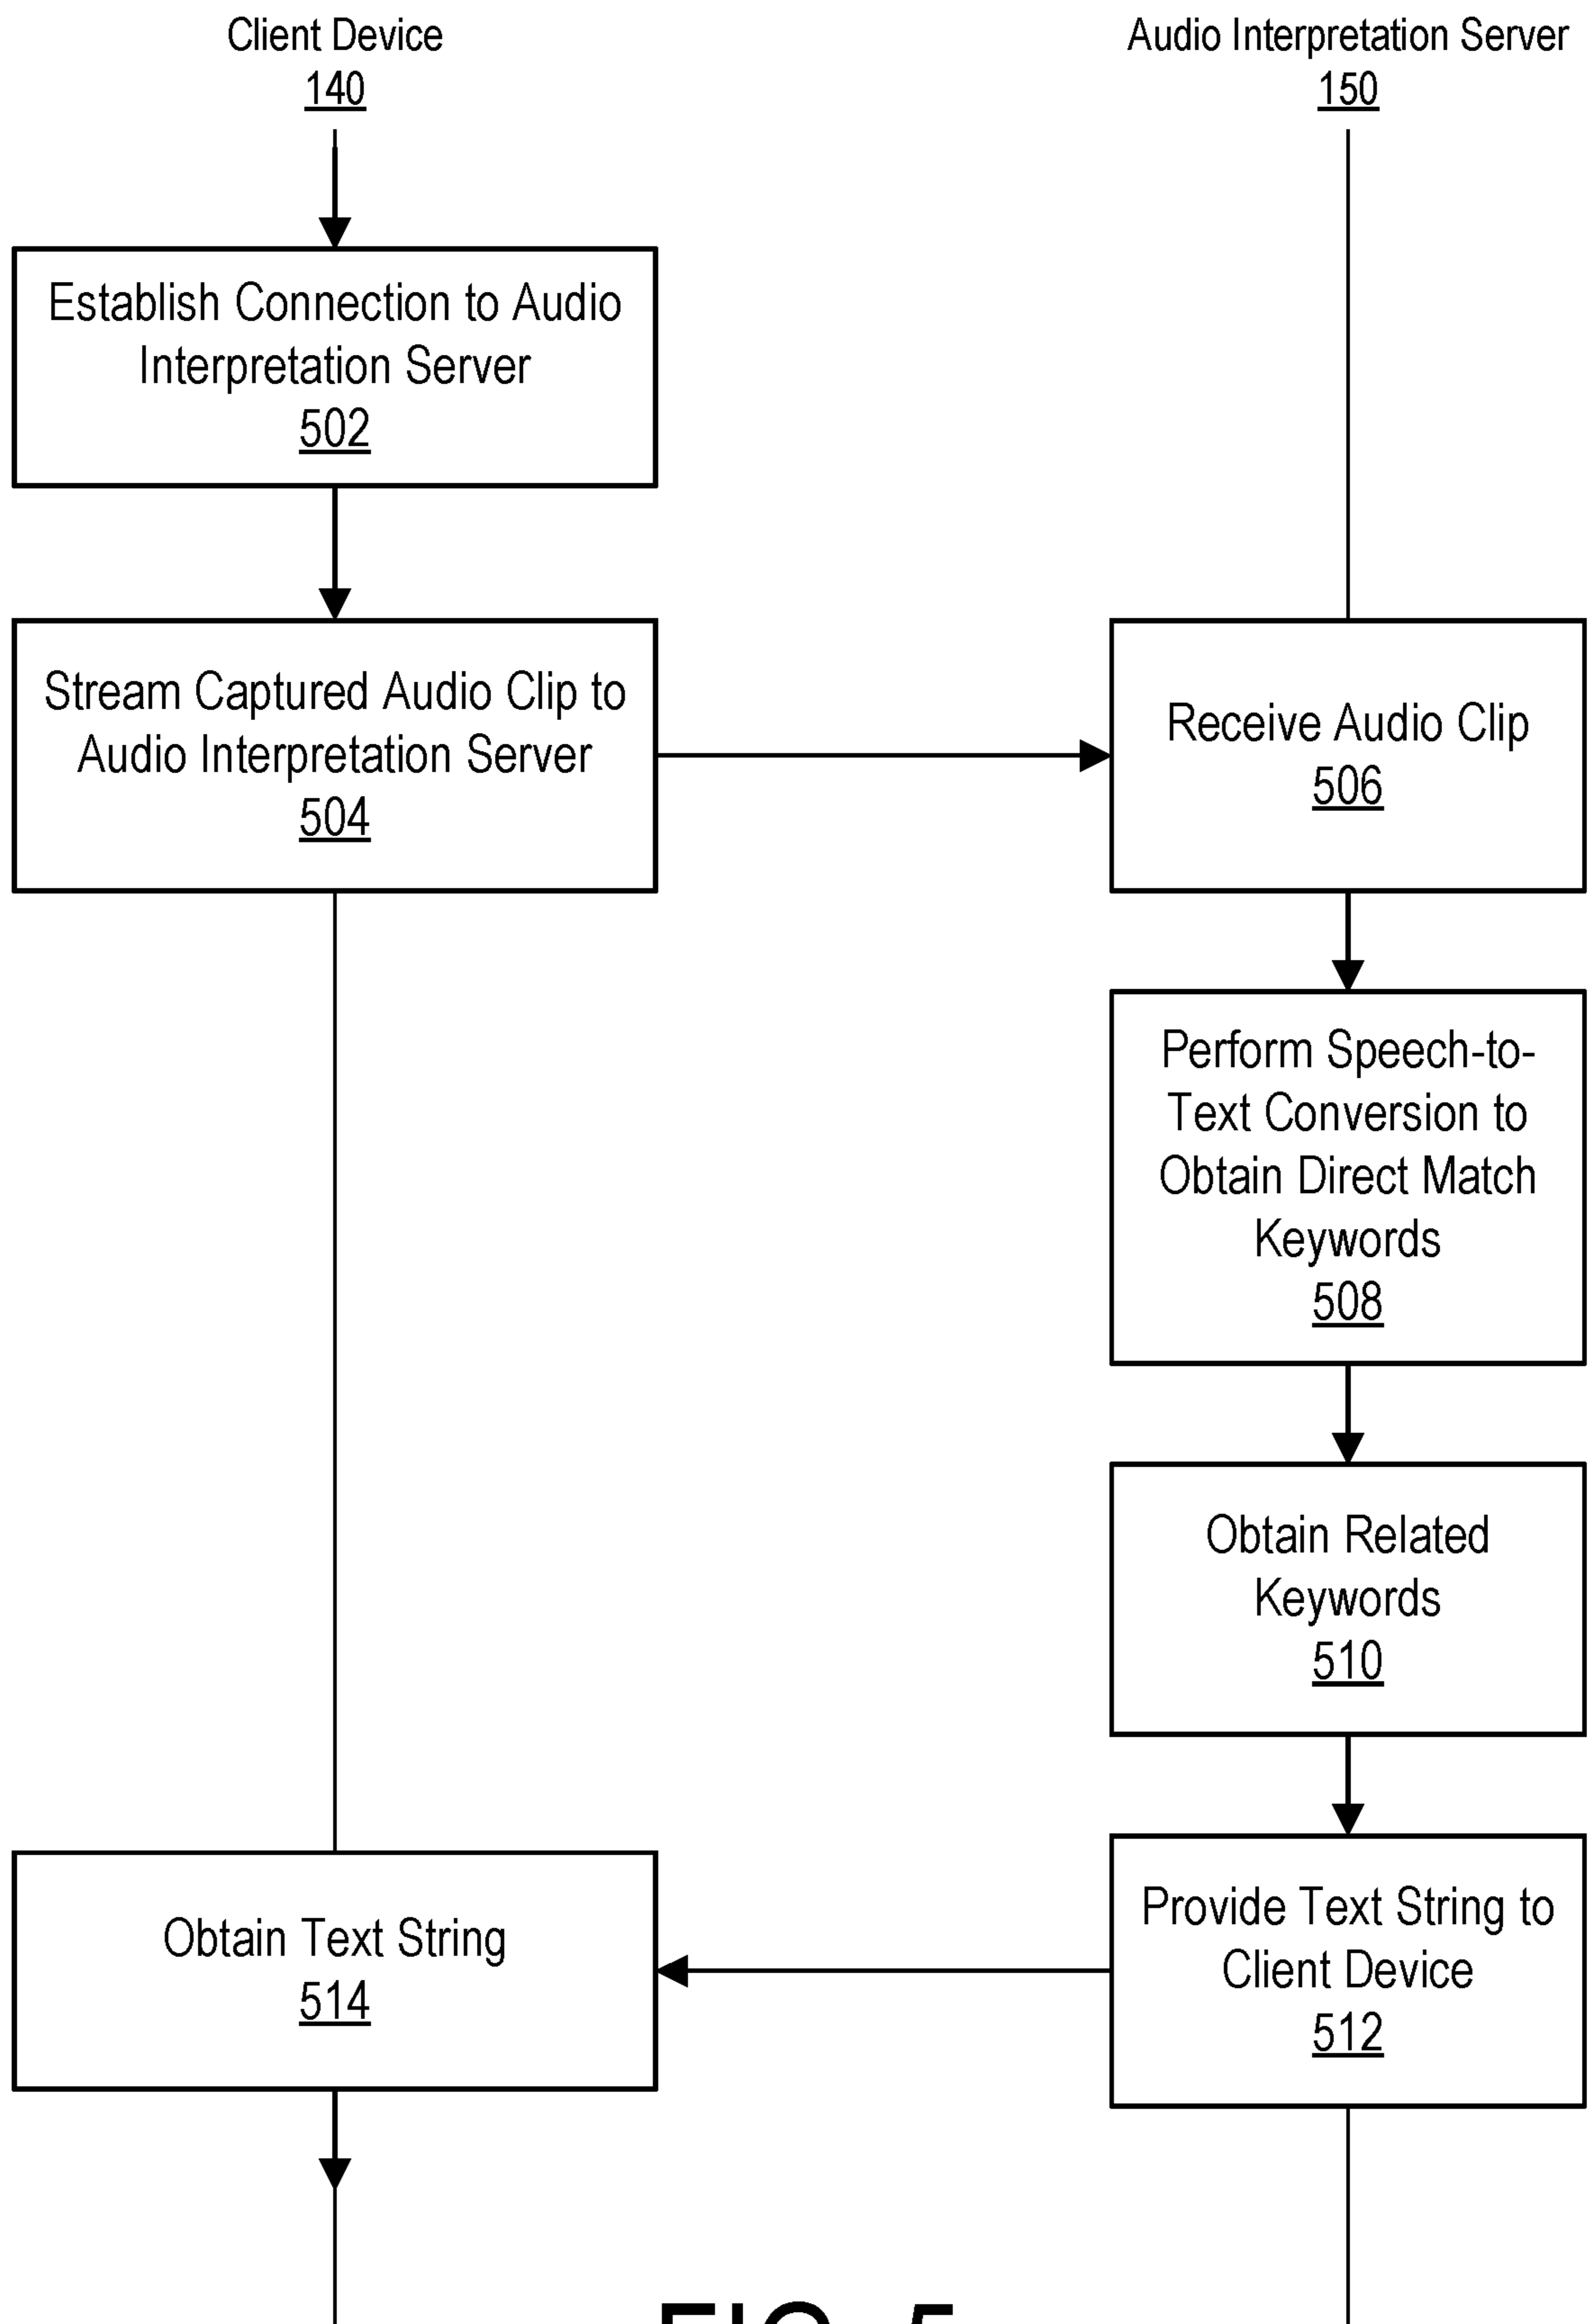 Client Device
140
Audio Interpretation Server
150
Establish Connection to Audio
Interpretation Server
502
Stream Captured Audio Clip to
Audio Interpretation Server
504
Receive Audio Clip
506
Perform Speech-to-
Text Conversion to
Obtain Direct Match
Keywords
508
Obtain Related
Keywords
510
Provide Text String to
Client Device
512
Obtain Text String
514
FIG. 5